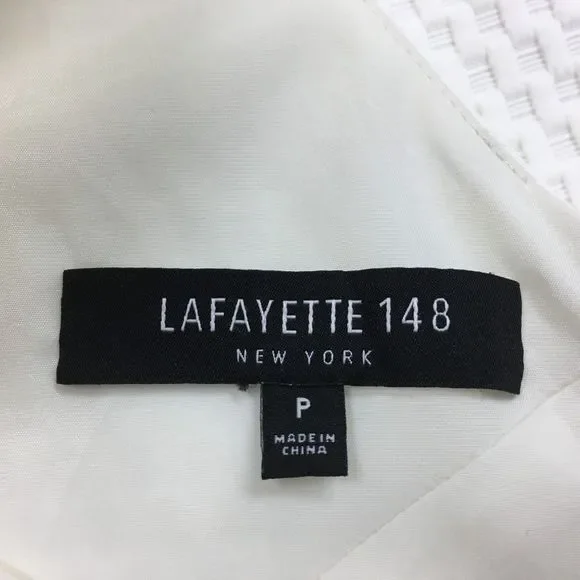 LAFAYETTE 148
NEW YORK
P
MADE IN
CHINA